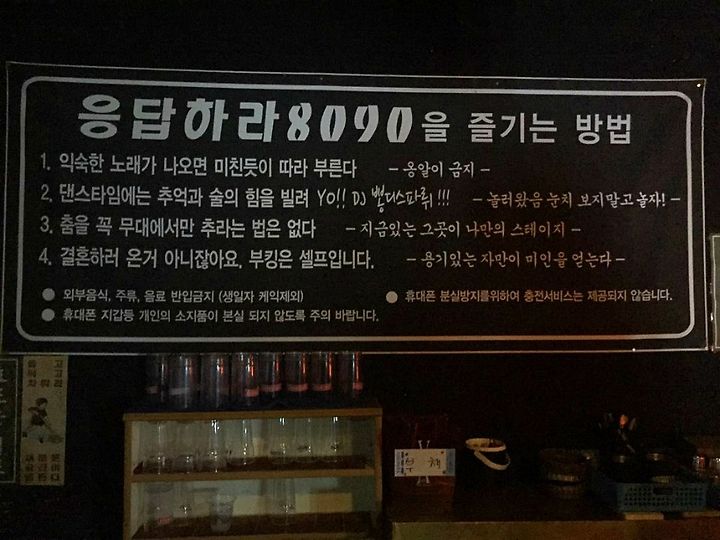 응답하라8090을 즐기는 방법
1. 익숙한 노래가 나오면 미친듯이 따라 부른다 - 옹알이 금지 -
2. 댄스타임에는 추억과 술의 힘을 빌려 YO!! DJ 뽕디스파뤼!!! - 놀러왔음 눈치 보지말고 놀자! -
3. 춤을 꼭 무대에서만 추라는 법은 없다 - 지금있는 그곳이 나만의 스테이지 -
4. 결혼하러 온거 아니잖아요. 부킹은 셀프입니다. - 용기있는 자만이 미인을 얻는다 -
● 외부음식, 주류, 음료 반입금지 (생일자 케익제외) ● 휴대폰 분실방지를위하여 충전서비스는 제공되지 않습니다.
● 휴대폰 지갑등 개인의 소지품이 분실 되지 않도록 주의 바랍니다.
부채